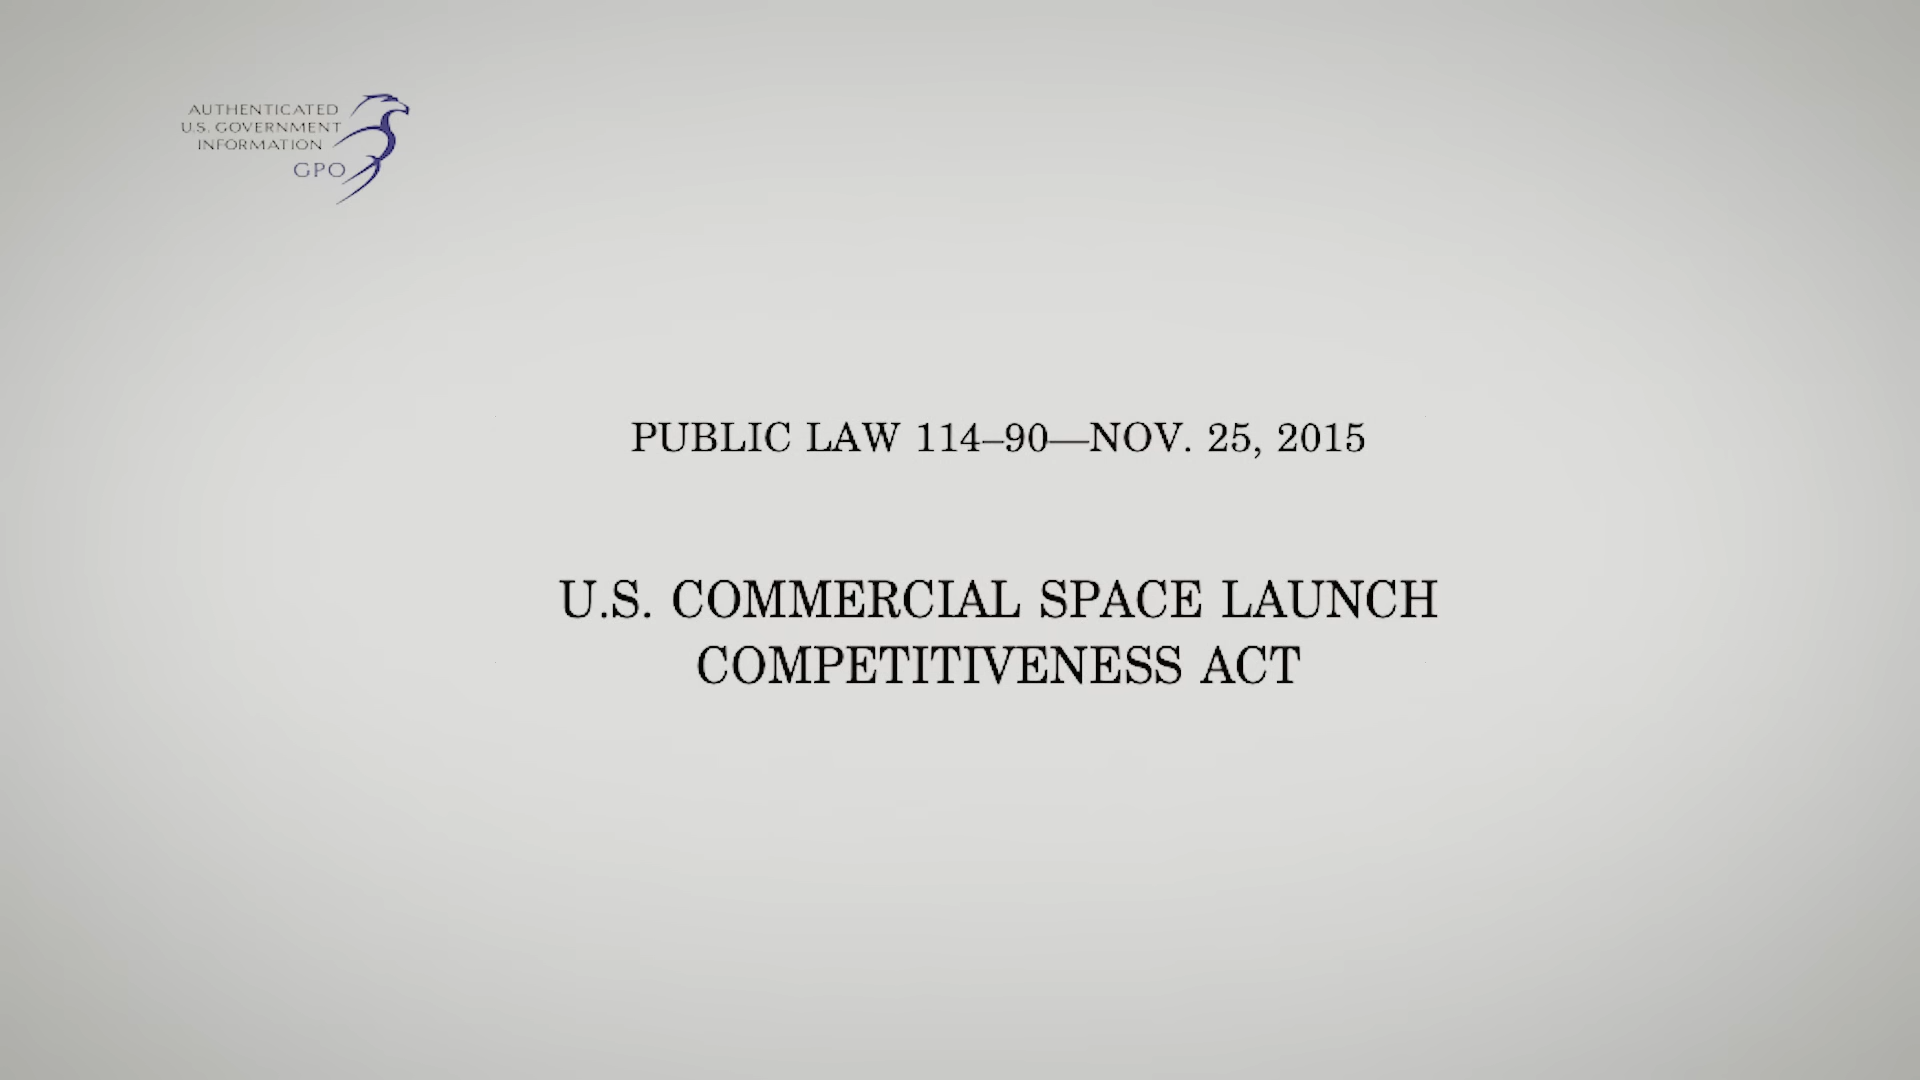 AUTHENTICATED
U.S. GOVERNMENT
INFORMATION
GPO
PUBLIC LAW 114–90—NOV. 25, 2015
U.S. COMMERCIAL SPACE LAUNCH
COMPETITIVENESS ACT